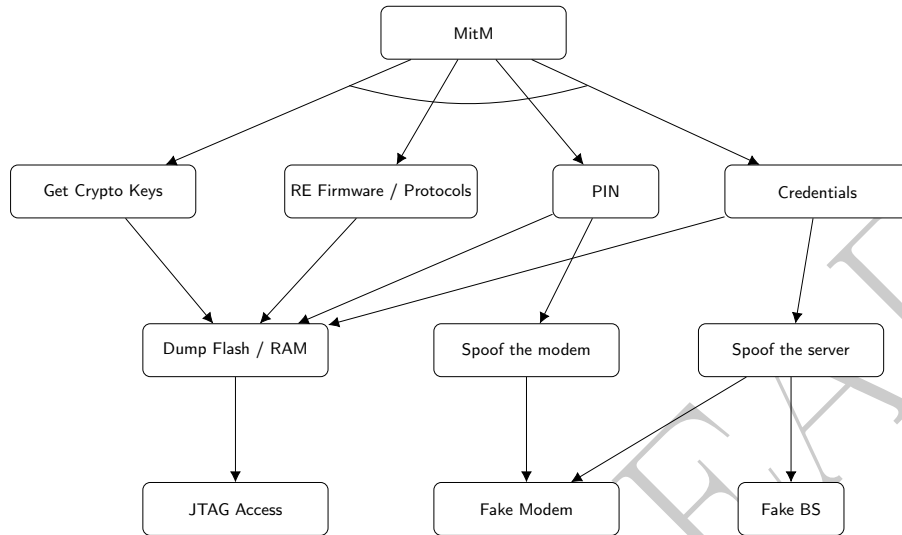 MitM
Get Crypto Keys
RE Firmware / Protocols
PIN
Credentials
Dump Flash / RAM
Spoof the modem
Spoof the server
JTAG Access
Fake Modem
Fake BS